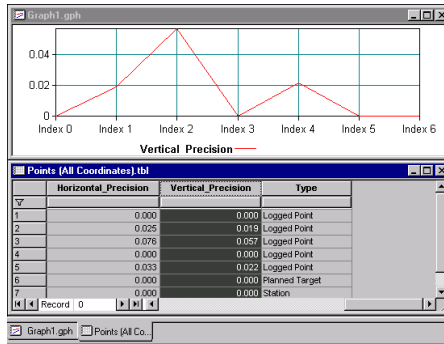 Graph1.gph
0.04
0.02
0
Index 0 Index 1 Index 2 Index 3 Index 4 Index 5 Index 6
Vertical Precision
Points (All Coordinates).tbl
Horizontal_Precision Vertical_Precision Type
1 0.000 0.000 Logged Point
2 0.025 0.019 Logged Point
3 0.076 0.057 Logged Point
4 0.000 0.000 Logged Point
5 0.033 0.022 Logged Point
6 0.000 0.000 Planned Target
7 0.000 0.000 Station
Record 0
Graph1.gph Points (All Co...